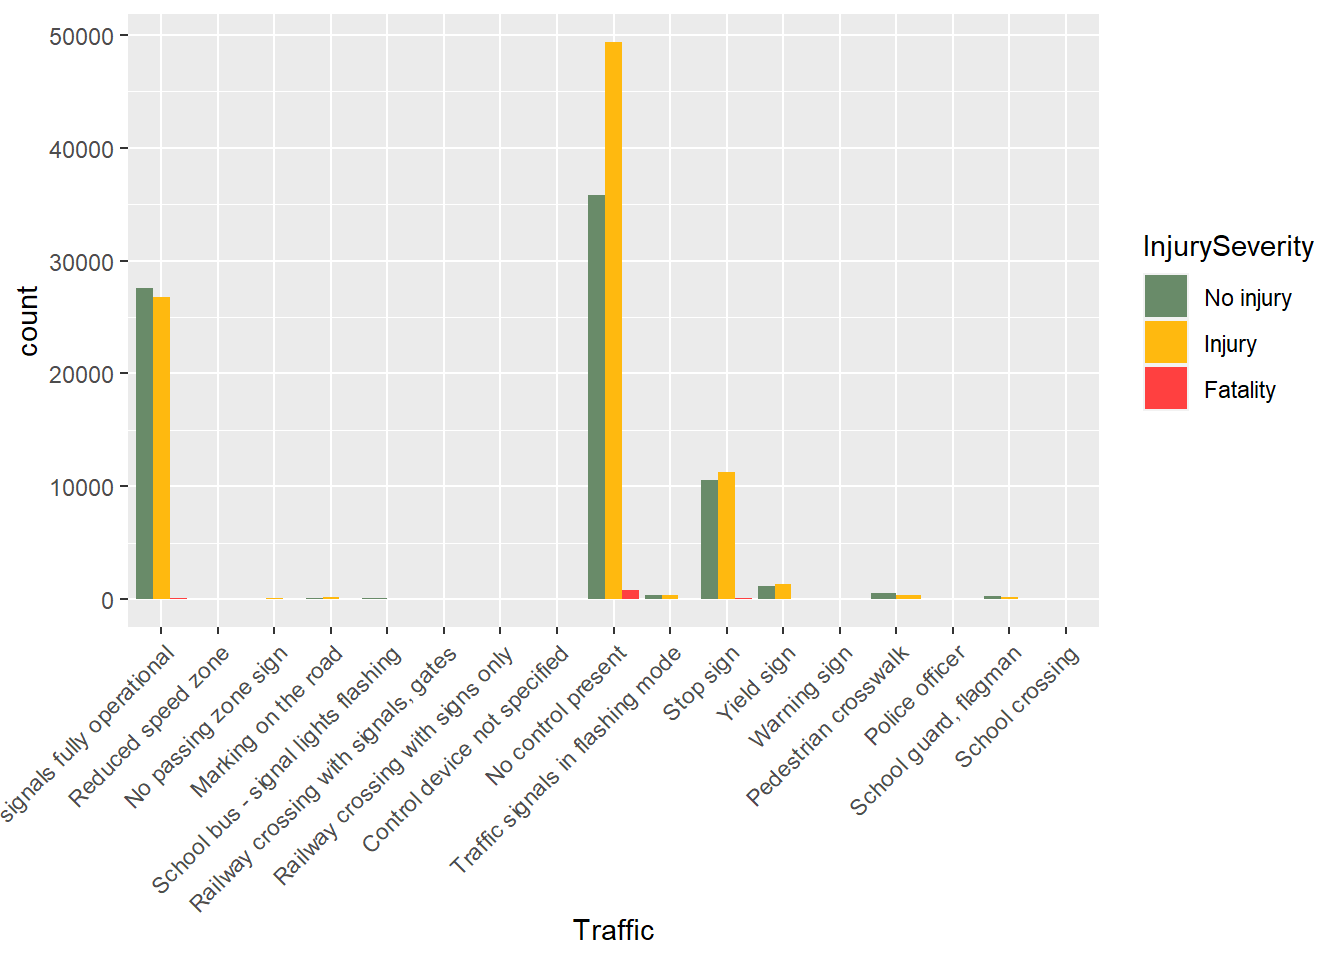 50000
40000
30000
20000
10000
0
count
signals fully operational
Reduced speed zone
No passing zone sign
Marking on the road
School bus - signal lights flashing
Railway crossing with signals, gates
Railway crossing with signs only
Control device not specified
No control present
Traffic signals in flashing mode
Stop sign
Yield sign
Warning sign
Pedestrian crosswalk
Police officer
School guard, flagman
School crossing
Traffic
InjurySeverity
No injury
Injury
Fatality